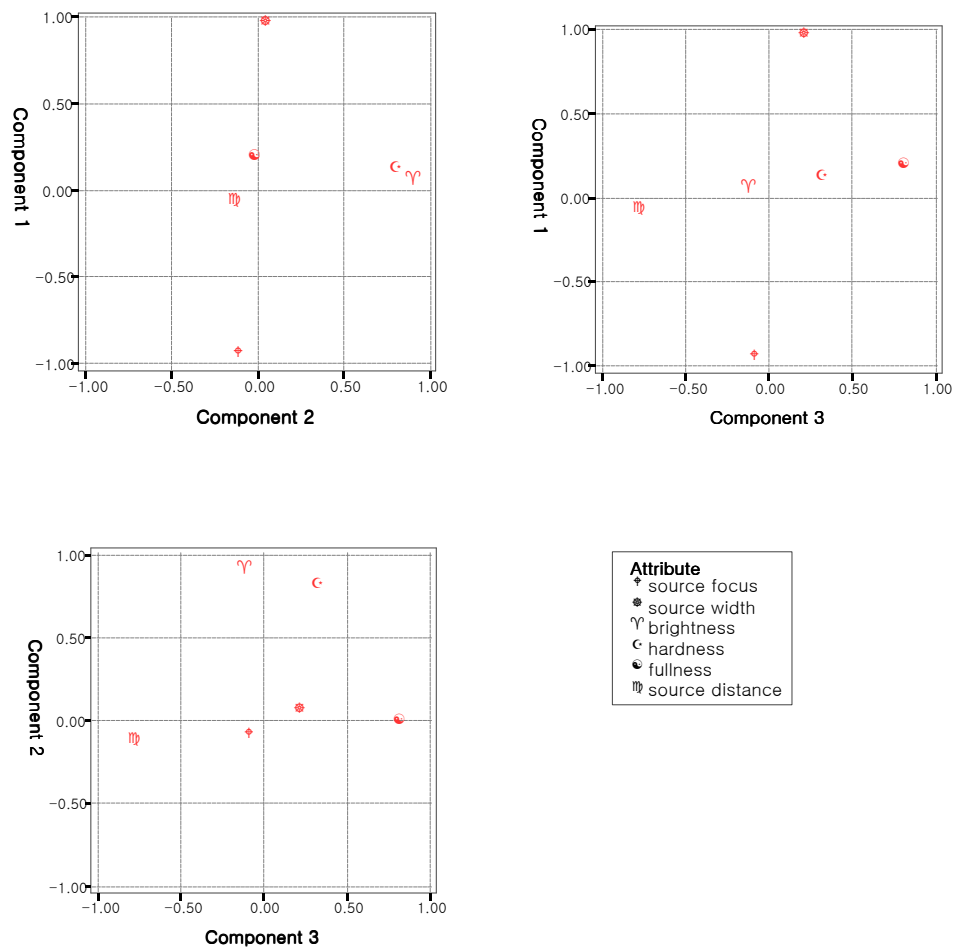 1.00
0.50
0.00
−0.50
−1.00
Component 1
−1.00 −0.50 0.00 0.50 1.00
Component 2
1.00
0.50
0.00
−0.50
−1.00
Component 1
−1.00 −0.50 0.00 0.50 1.00
Component 3
1.00
0.50
0.00
−0.50
−1.00
Component 2
−1.00 −0.50 0.00 0.50 1.00
Component 3
Attribute
source focus
source width
♈ brightness
☪ hardness
☯ fullness
♍ source distance